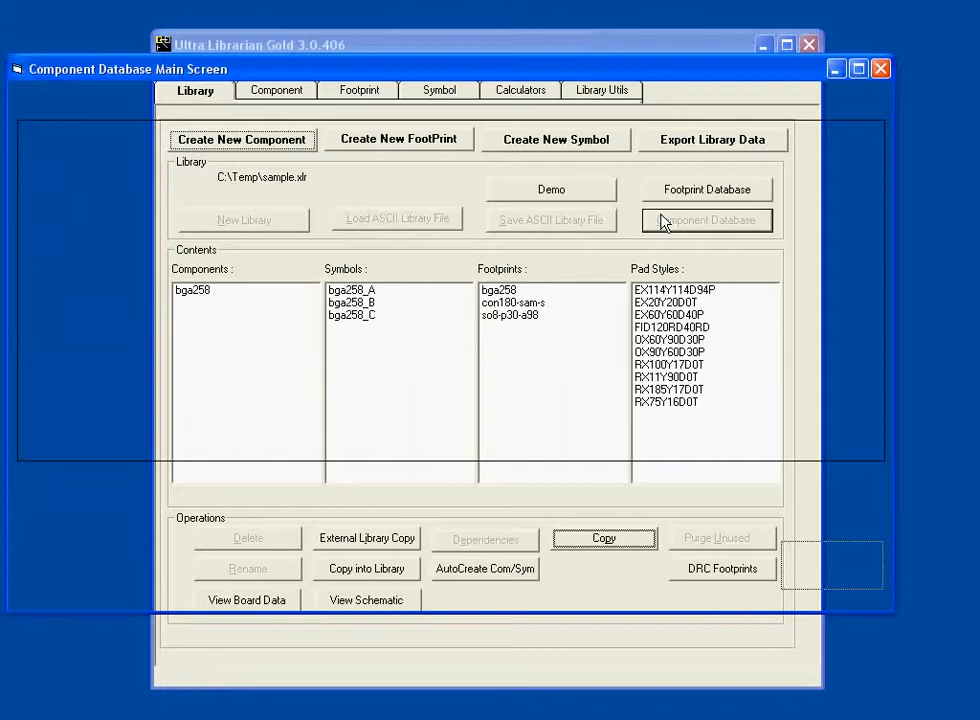 Ultra Librarian Gold 3.0.406
Component Database Main Screen
Library Component Footprint Symbol Calculators Library Utils
Create New Component Create New FootPrint Create New Symbol Export Library Data
Library
C:\Temp\sample.xlr
Demo Footprint Database
New Library Load ASCII Library File Save ASCII Library File Component Database
Contents
Components : Symbols : Footprints : Pad Styles :
bga258 bga258_A bga258 EX114Y114D94P
bga258_B con180-sam-s EX20Y20D0T
bga258_C so8-p30-a98 EX60Y60D40P
FID120RD40RD
OX60Y90D30P
OX90Y60D30P
RX100Y17D0T
RX11Y90D0T
RX185Y17D0T
RX75Y16D0T
Operations
Delete External Library Copy Dependencies Copy Purge Unused
Rename Copy into Library AutoCreate Com/Sym DRC Footprints
View Board Data View Schematic